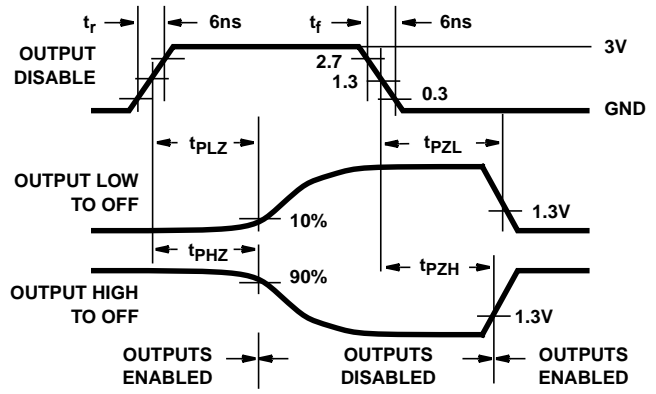 tr 6ns tf 6ns
OUTPUT
DISABLE
2.7
1.3
0.3
3V
GND
tPLZ tPZL
OUTPUT LOW
TO OFF
10%
1.3V
tPHZ tPZH
OUTPUT HIGH
TO OFF
90%
1.3V
OUTPUTS
ENABLED
OUTPUTS
DISABLED
OUTPUTS
ENABLED